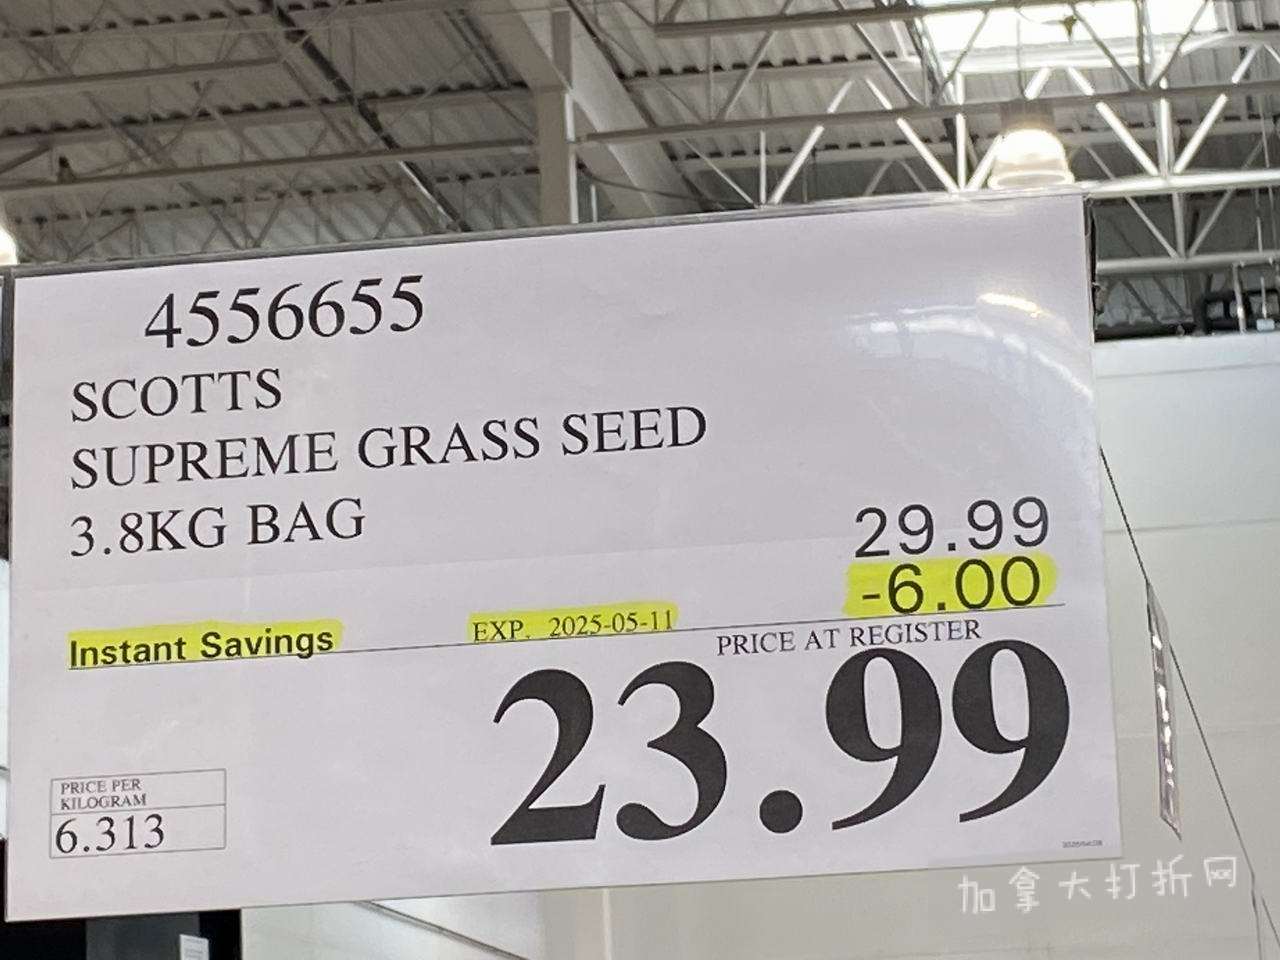 4556655
SCOTTS
SUPREME GRASS SEED
3.8KG BAG
29.99
-6.00
Instant Savings EXP. 2025-05-11
PRICE AT REGISTER
23.99
PRICE PER
KILOGRAM
6.313
加拿大打折网